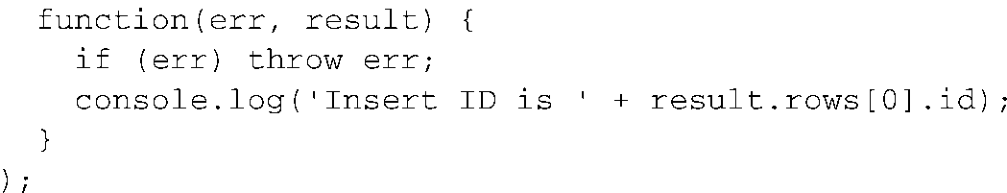 function(err, result) {
    if (err) throw err;
    console.log('Insert ID is ' + result.rows[0].id);
  }
);